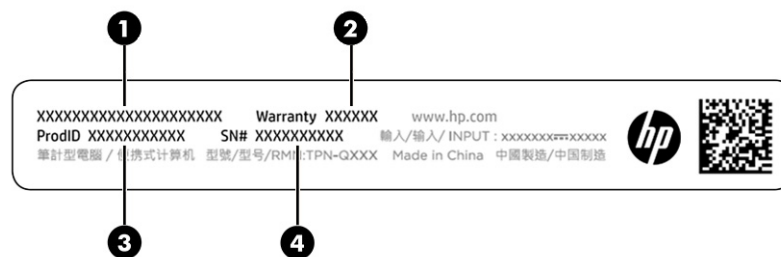 1 2
XXXXXXXXXXXXXXXXXXXXX Warranty XXXXXX www.hp.com
ProdID XXXXXXXXXXX SN# XXXXXXXXXX 輸入/输入/ INPUT : XXXXXXX⎓XXXXX
筆計型電腦 / 便携式计算机 型號/型号/RMN:TPN-QXXX Made in China 中國製造/中国制造
hp
3 4